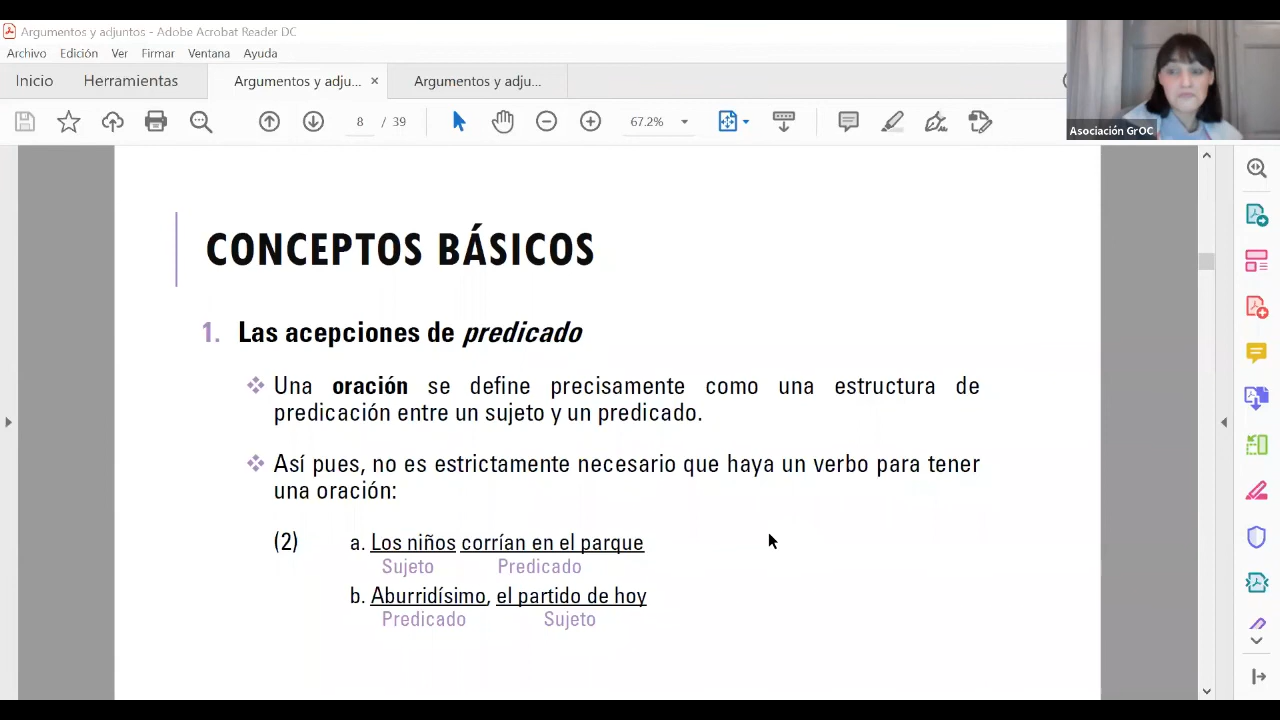 Argumentos y adjuntos - Adobe Acrobat Reader DC
Archivo Edición Ver Firmar Ventana Ayuda
Inicio Herramientas Argumentos y adju... × Argumentos y adju...
8 / 39 67.2%
Asociación GrOC
CONCEPTOS BÁSICOS
1. Las acepciones de predicado
Una oración se define precisamente como una estructura de
predicación entre un sujeto y un predicado.
Así pues, no es estrictamente necesario que haya un verbo para tener
una oración:
(2) a. Los niños corrían en el parque
Sujeto Predicado
b. Aburridísimo, el partido de hoy
Predicado Sujeto